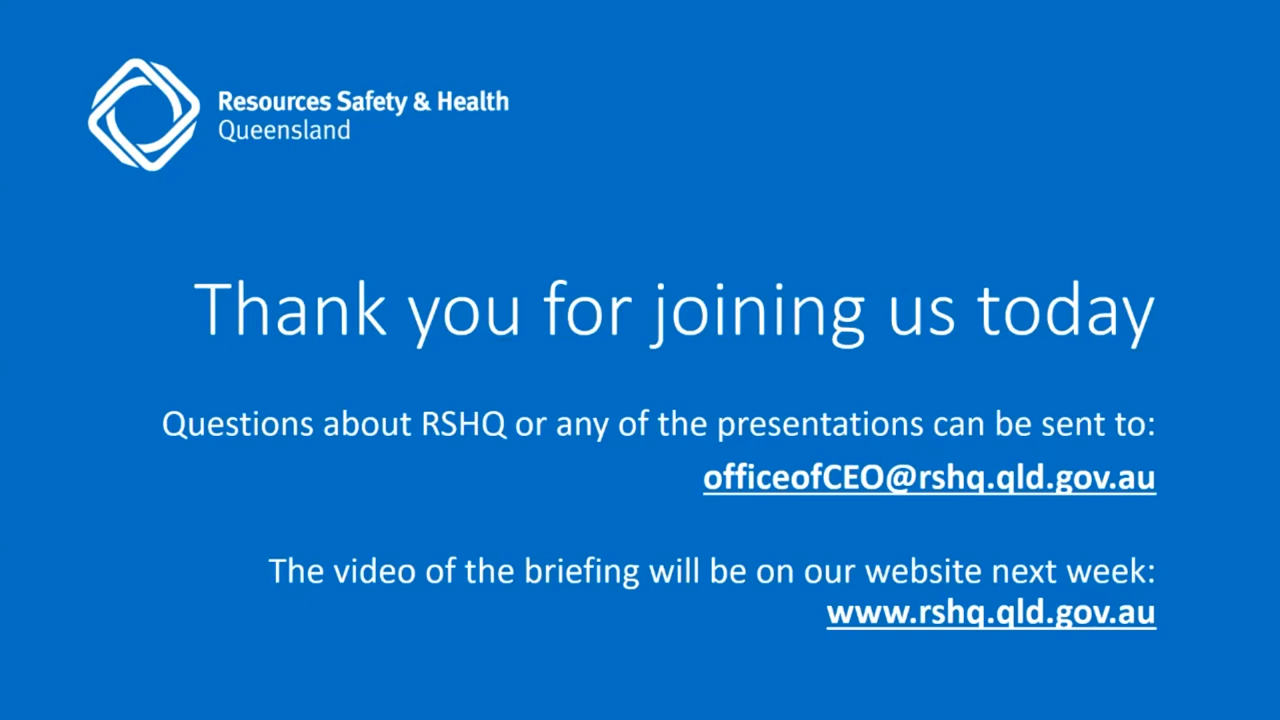 Resources Safety & Health
Queensland
Thank you for joining us today
Questions about RSHQ or any of the presentations can be sent to:
officeofCEO@rshq.qld.gov.au
The video of the briefing will be on our website next week:
www.rshq.qld.gov.au